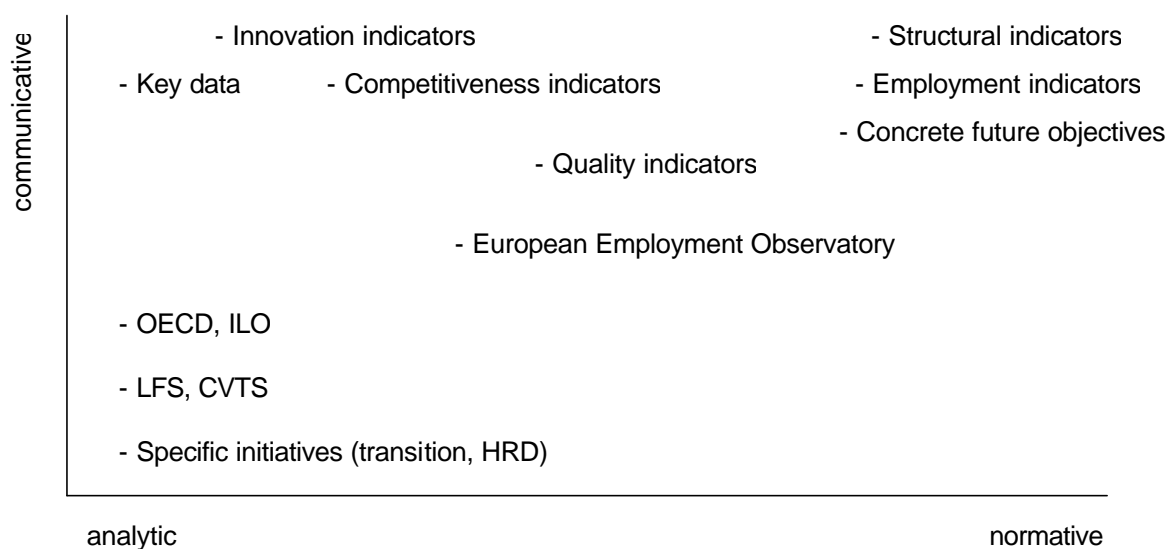 communicative
- Innovation indicators
- Structural indicators
- Key data
- Competitiveness indicators
- Employment indicators
- Concrete future objectives
- Quality indicators
- European Employment Observatory
- OECD, ILO
- LFS, CVTS
- Specific initiatives (transition, HRD)
analytic
normative